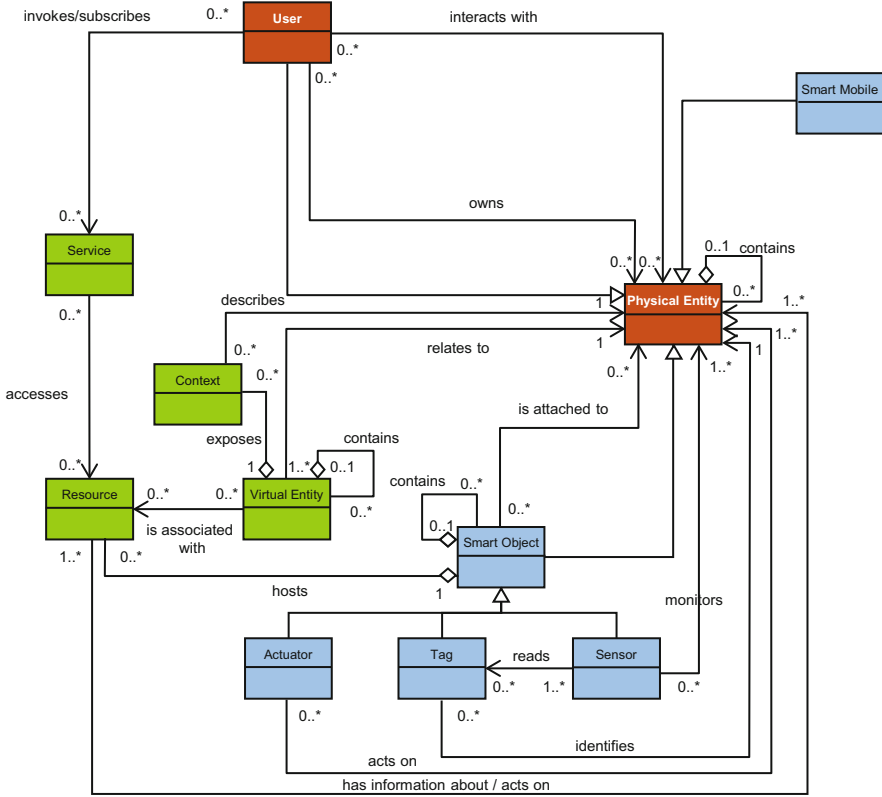 invokes/subscribes
0..*
User
interacts with
0..*
0..*
Smart Mobile
owns
0..*
Service
0..*
0..*
0..*
0..1
contains
describes
1
Physical Entity
0..*
1..*
0..*
relates to
1
1
1..*
0..*
1..*
Context
0..*
accesses
is attached to
exposes
contains
1
1..*
0..1
contains
0..*
0..*
Resource
0..*
0..*
Virtual Entity
0..*
0..*
is associated
with
0..1
Smart Object
1..*
0..*
hosts
1
monitors
Actuator
Tag
reads
Sensor
0..*
1..*
0..*
0..*
0..*
identifies
acts on
has information about / acts on